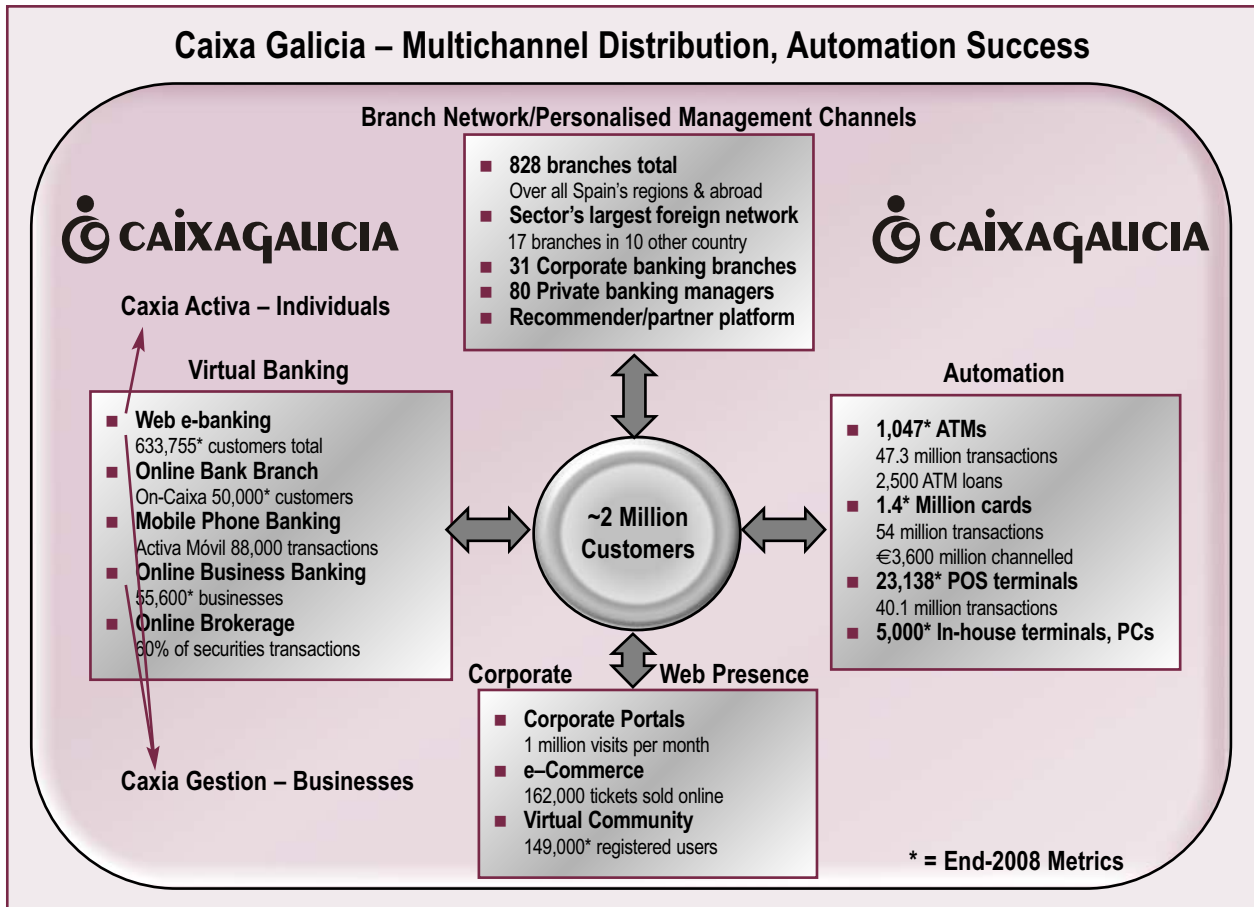 Caixa Galicia – Multichannel Distribution, Automation Success
Branch Network/Personalised Management Channels
■ 828 branches total
Over all Spain's regions & abroad
■ Sector's largest foreign network
17 branches in 10 other country
■ 31 Corporate banking branches
■ 80 Private banking managers
■ Recommender/partner platform
CAIXAGALICIA
CAIXAGALICIA
Caxia Activa – Individuals
Virtual Banking
■ Web e-banking
633,755* customers total
■ Online Bank Branch
On-Caixa 50,000* customers
■ Mobile Phone Banking
Activa Móvil 88,000 transactions
■ Online Business Banking
55,600* businesses
■ Online Brokerage
60% of securities transactions
~2 Million
Customers
Automation
■ 1,047* ATMs
47.3 million transactions
2,500 ATM loans
■ 1.4* Million cards
54 million transactions
€3,600 million channelled
■ 23,138* POS terminals
40.1 million transactions
■ 5,000* In-house terminals, PCs
Corporate Web Presence
■ Corporate Portals
1 million visits per month
■ e–Commerce
162,000 tickets sold online
■ Virtual Community
149,000* registered users
Caxia Gestion – Businesses
* = End-2008 Metrics